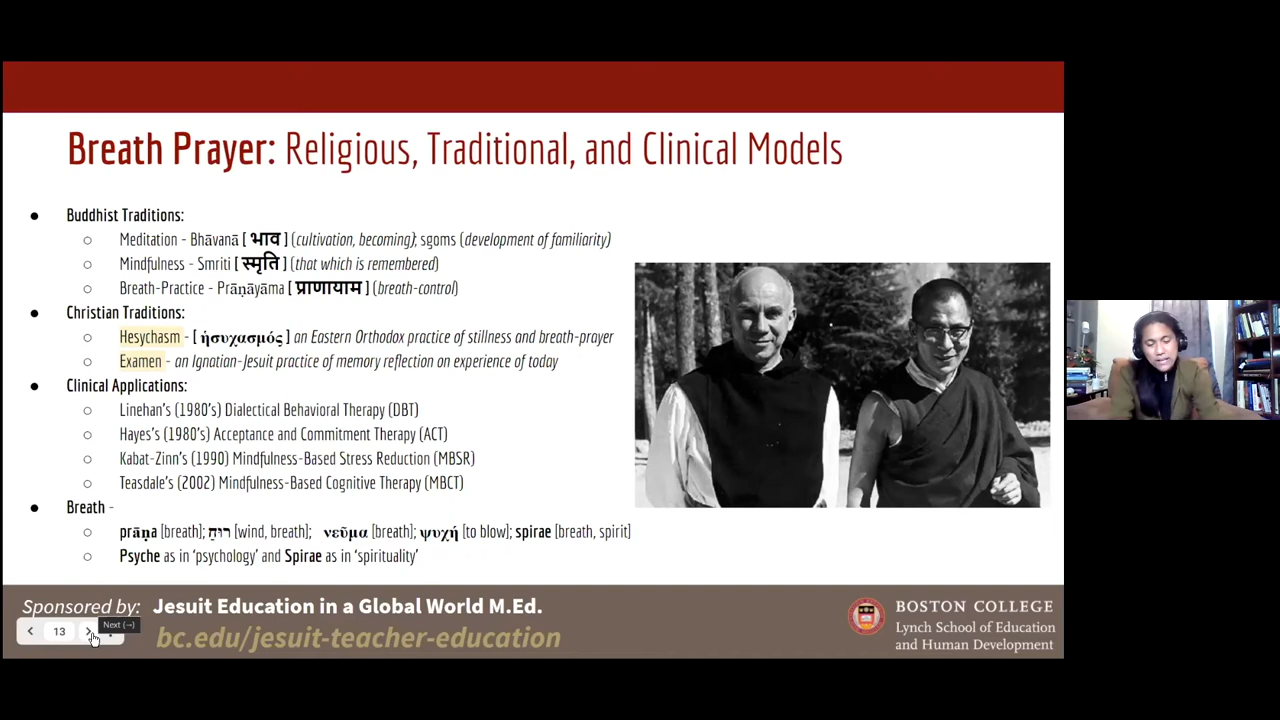 Breath Prayer: Religious, Traditional, and Clinical Models
● Buddhist Traditions:
○ Meditation - Bhāvanā [ भाव ] (cultivation, becoming); sgoms (development of familiarity)
○ Mindfulness - Smriti [ स्मृति ] (that which is remembered)
○ Breath-Practice - Prāṇāyāma [ प्राणायाम ] (breath-control)
● Christian Traditions:
○ Hesychasm - [ ἡσυχασμός ] an Eastern Orthodox practice of stillness and breath-prayer
○ Examen - an Ignatian-Jesuit practice of memory reflection on experience of today
● Clinical Applications:
○ Linehan's (1980's) Dialectical Behavioral Therapy (DBT)
○ Hayes's (1980's) Acceptance and Commitment Therapy (ACT)
○ Kabat-Zinn's (1990) Mindfulness-Based Stress Reduction (MBSR)
○ Teasdale's (2002) Mindfulness-Based Cognitive Therapy (MBCT)
● Breath -
○ prāṇa [breath]; רוּחַ [wind, breath]; νεῦμα [breath]; ψυχή [to blow]; spirae [breath, spirit]
○ Psyche as in 'psychology' and Spirae as in 'spirituality'
Sponsored by: Jesuit Education in a Global World M.Ed.
bc.edu/jesuit-teacher-education
13
Next (→)
BOSTON COLLEGE
Lynch School of Education
and Human Development